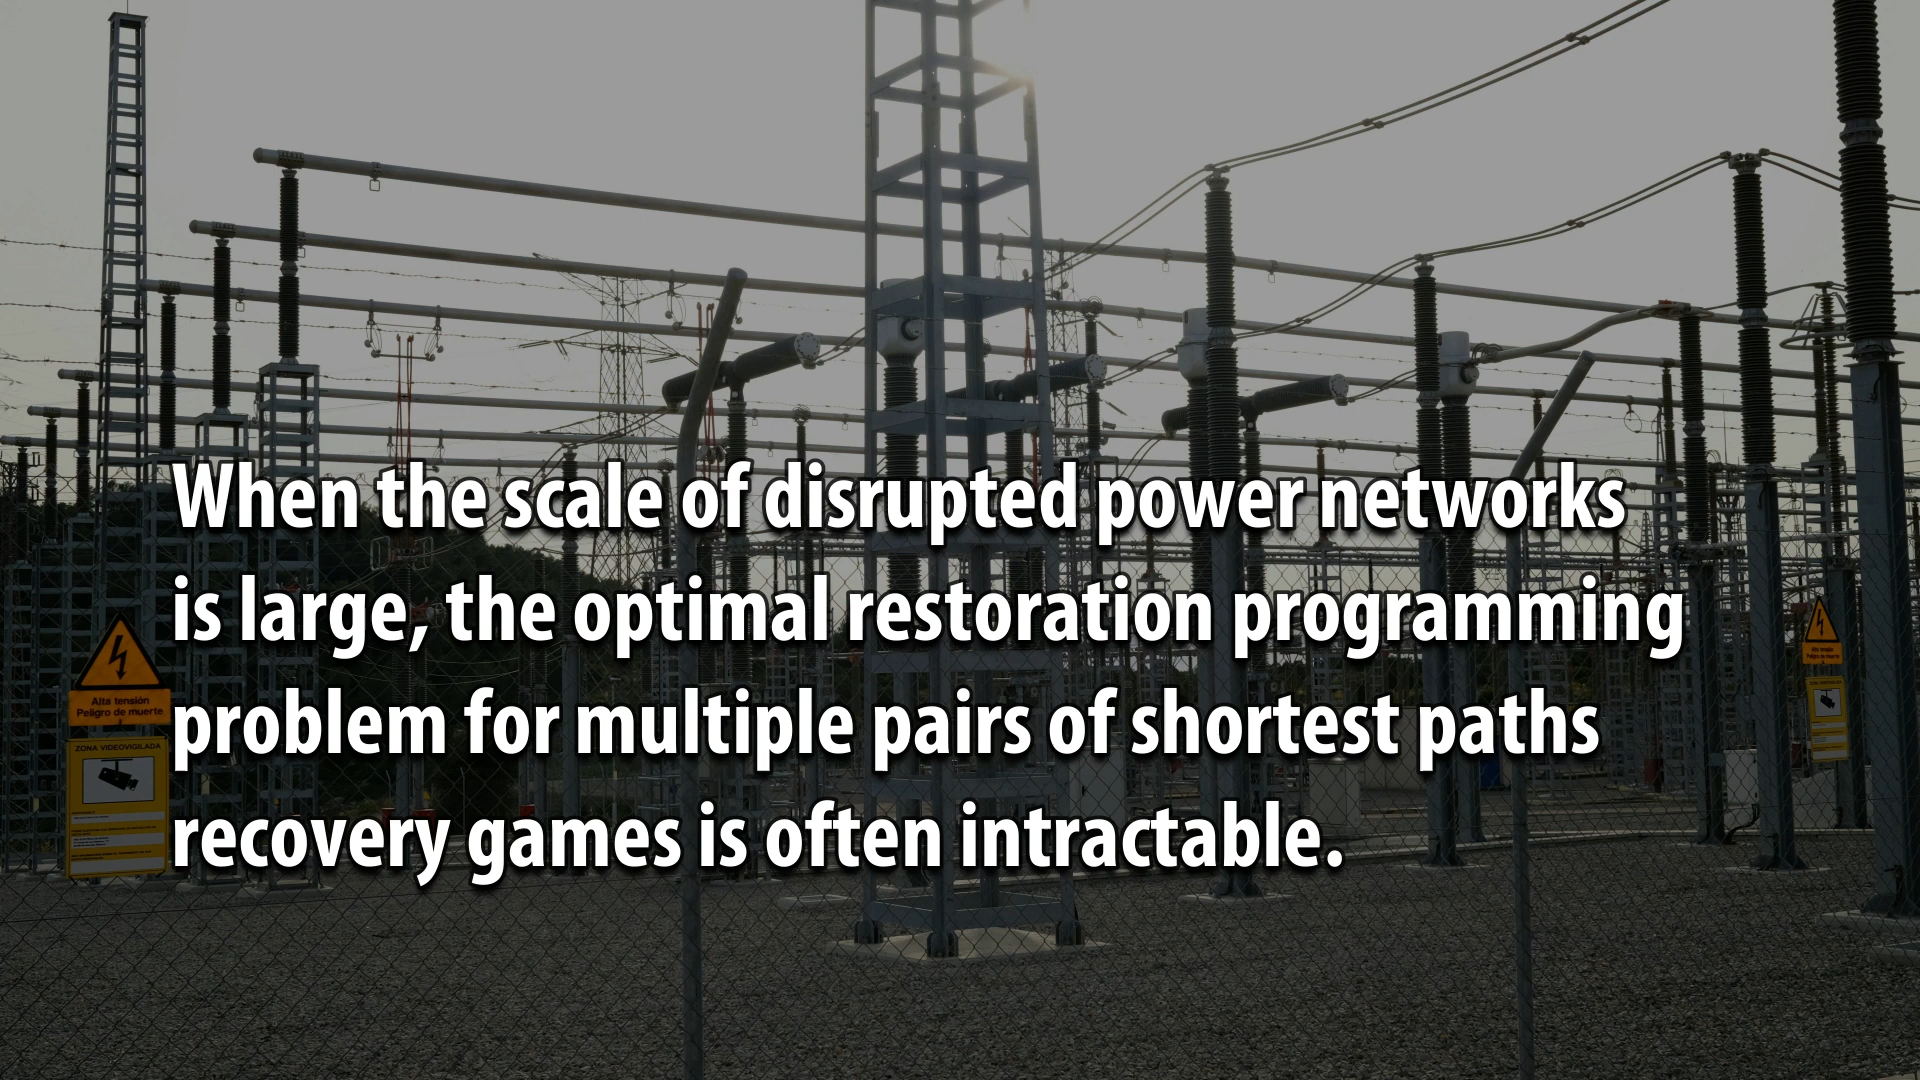 When the scale of disrupted power networks
is large, the optimal restoration programming
problem for multiple pairs of shortest paths
recovery games is often intractable.
Alta tensión
Peligro de muerte
ZONA VIDEOVIGILADA